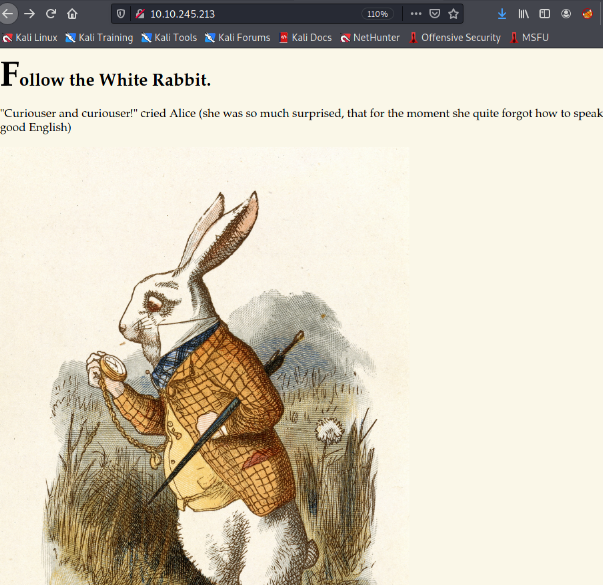 10.10.245.213
110%
Kali Linux Kali Training Kali Tools Kali Forums Kali Docs NetHunter Offensive Security MSFU
Follow the White Rabbit.
"Curiouser and curiouser!" cried Alice (she was so much surprised, that for the moment she quite forgot how to speak
good English)